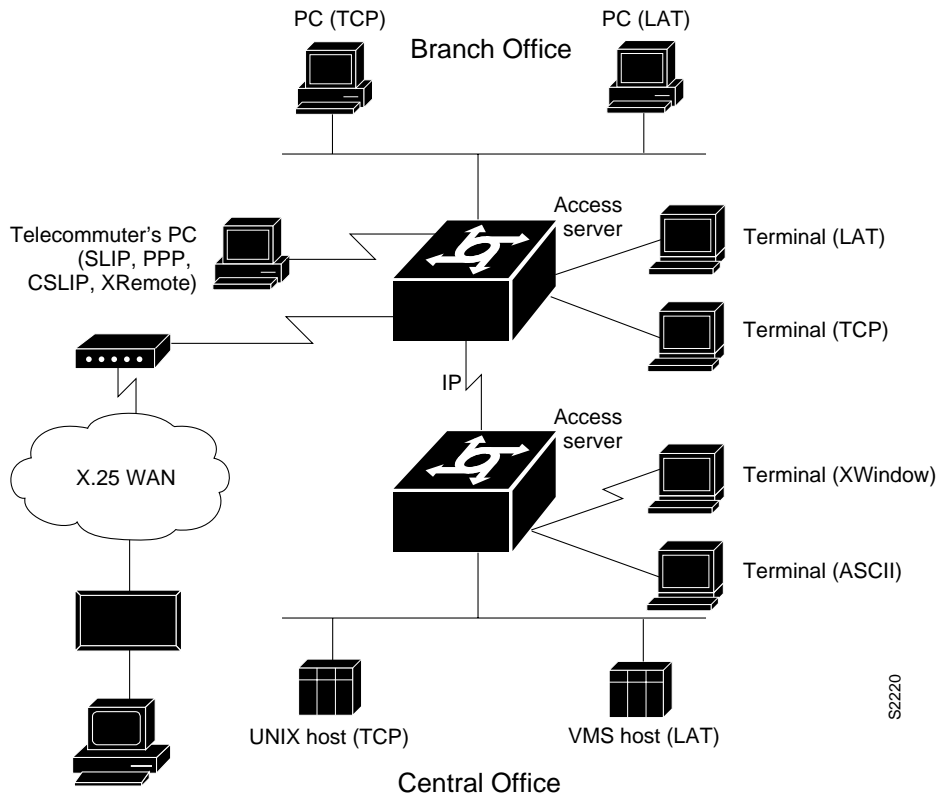 PC (TCP)
PC (LAT)
Branch Office
Access
server
Telecommuter's PC
(SLIP, PPP,
CSLIP, XRemote)
Terminal (LAT)
Terminal (TCP)
IP
Access
server
X.25 WAN
Terminal (XWindow)
Terminal (ASCII)
UNIX host (TCP)
VMS host (LAT)
S2220
Central Office